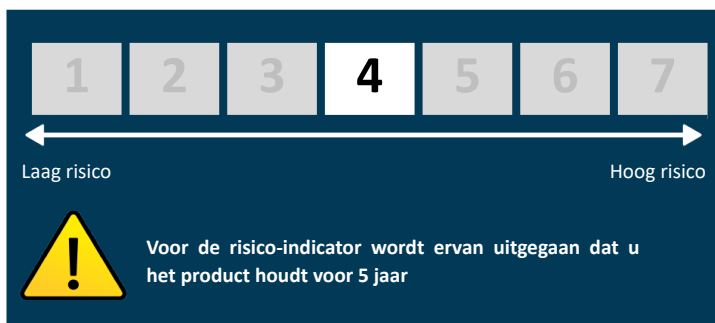 1 2 3 4 5 6 7
Laag risico Hoog risico
!
Voor de risico-indicator wordt ervan uitgegaan dat u
het product houdt voor 5 jaar